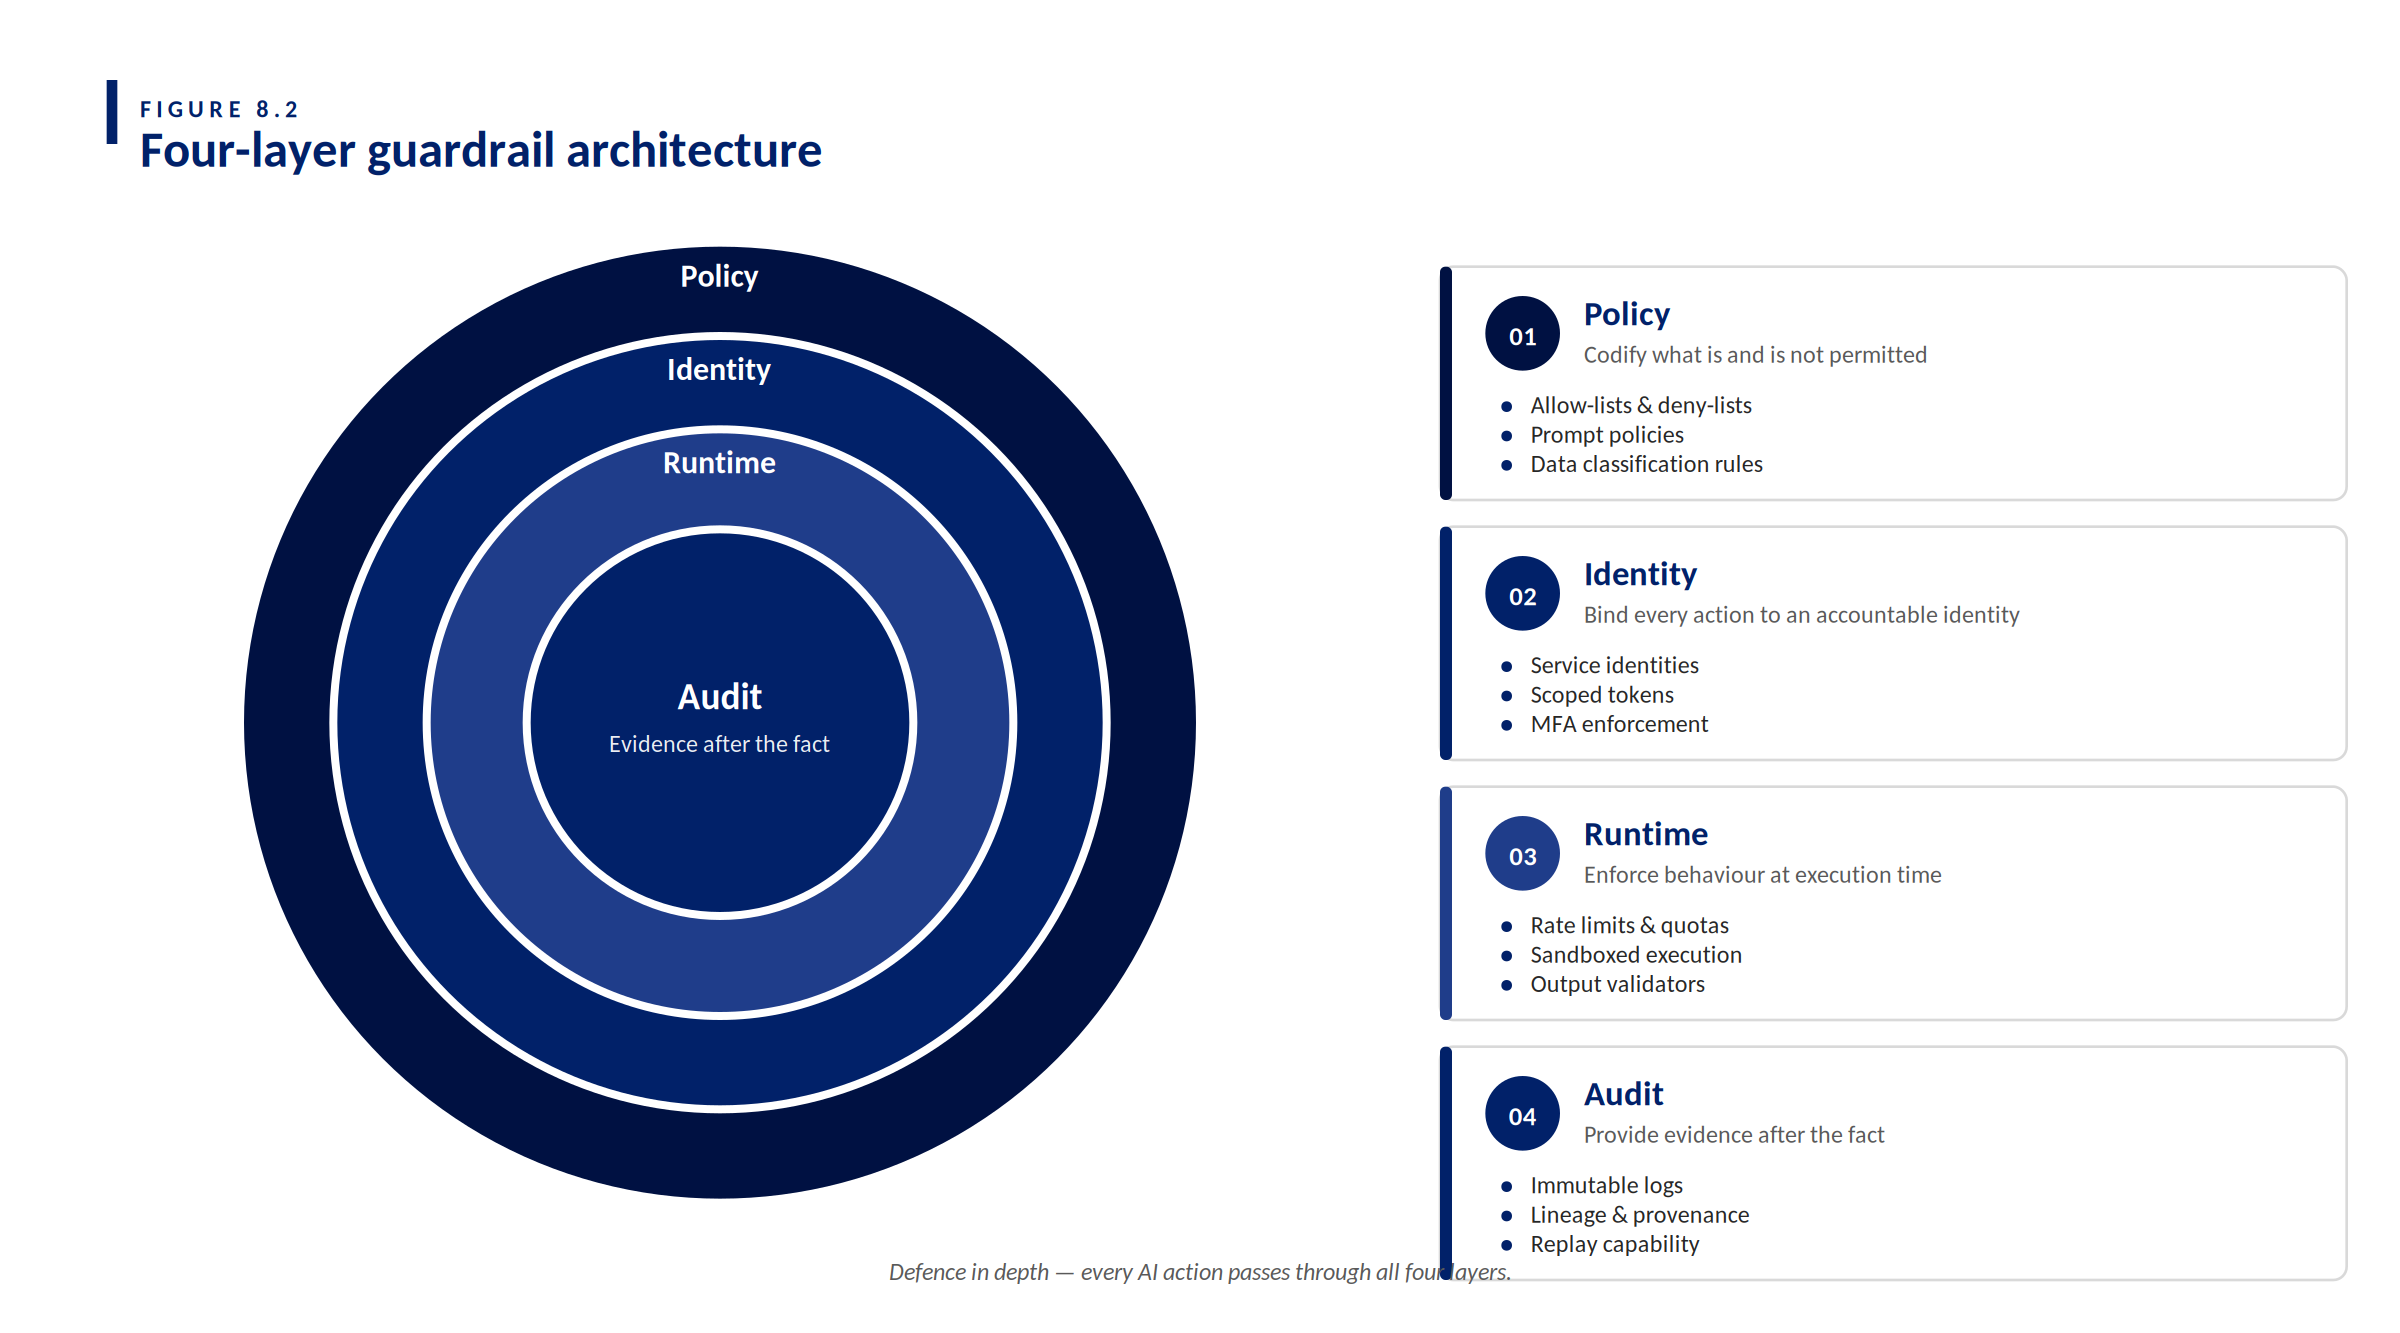 FIGURE 8.2
Four-layer guardrail architecture
Policy
Identity
Runtime
Audit
Evidence after the fact
01
Policy
Codify what is and is not permitted
Allow-lists & deny-lists
Prompt policies
Data classification rules
02
Identity
Bind every action to an accountable identity
Service identities
Scoped tokens
MFA enforcement
03
Runtime
Enforce behaviour at execution time
Rate limits & quotas
Sandboxed execution
Output validators
04
Audit
Provide evidence after the fact
Immutable logs
Lineage & provenance
Replay capability
Defence in depth — every AI action passes through all four layers.